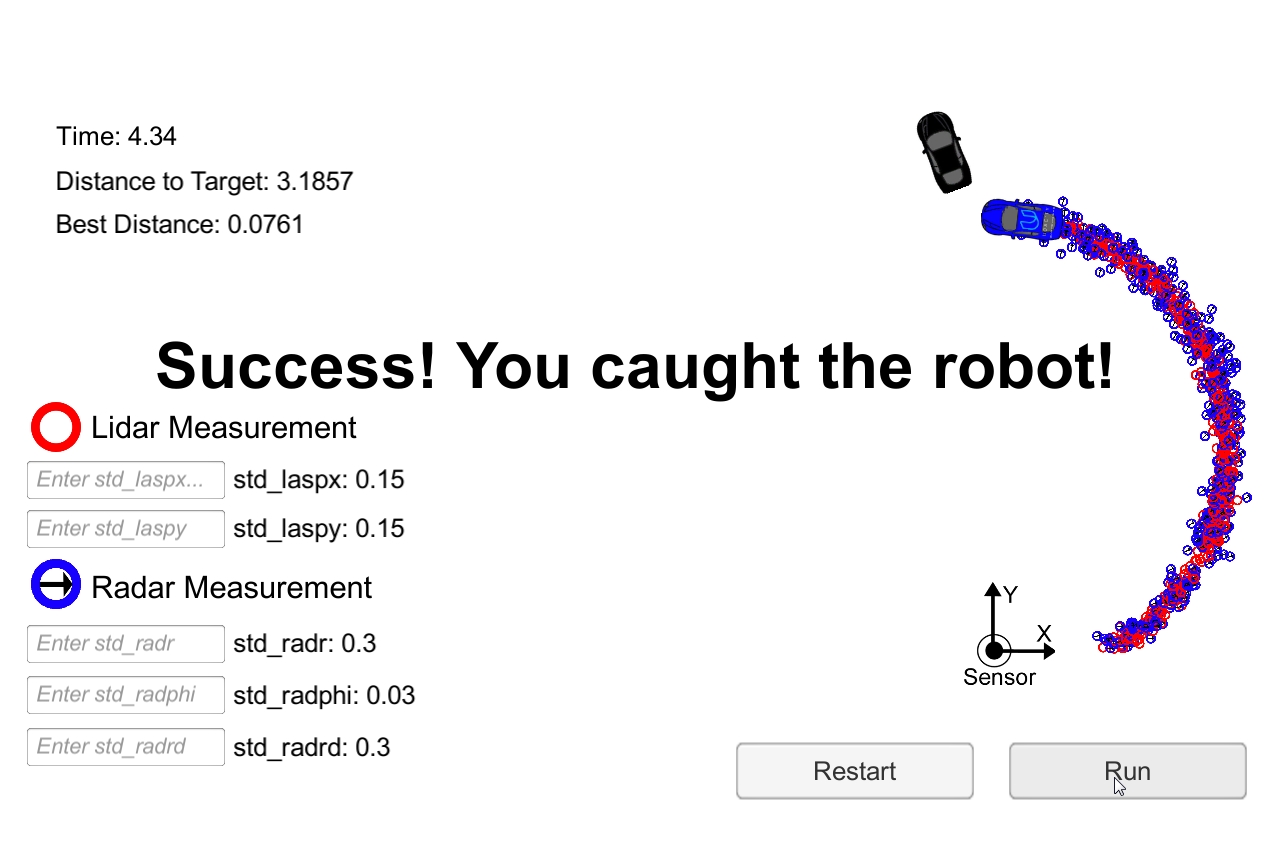 Time: 4.34
Distance to Target: 3.1857
Best Distance: 0.0761
Success! You caught the robot!
Lidar Measurement
Enter std_laspx... std_laspx: 0.15
Enter std_laspy std_laspy: 0.15
Radar Measurement
Enter std_radr std_radr: 0.3
Enter std_radphi std_radphi: 0.03
Enter std_radrd std_radrd: 0.3
Y
X
Sensor
Restart Run